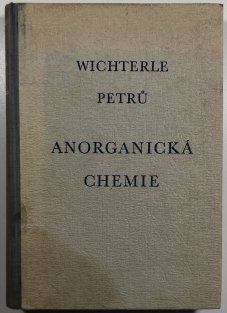 WICHTERLE
PETRŮ
ANORGANICKÁ
CHEMIE